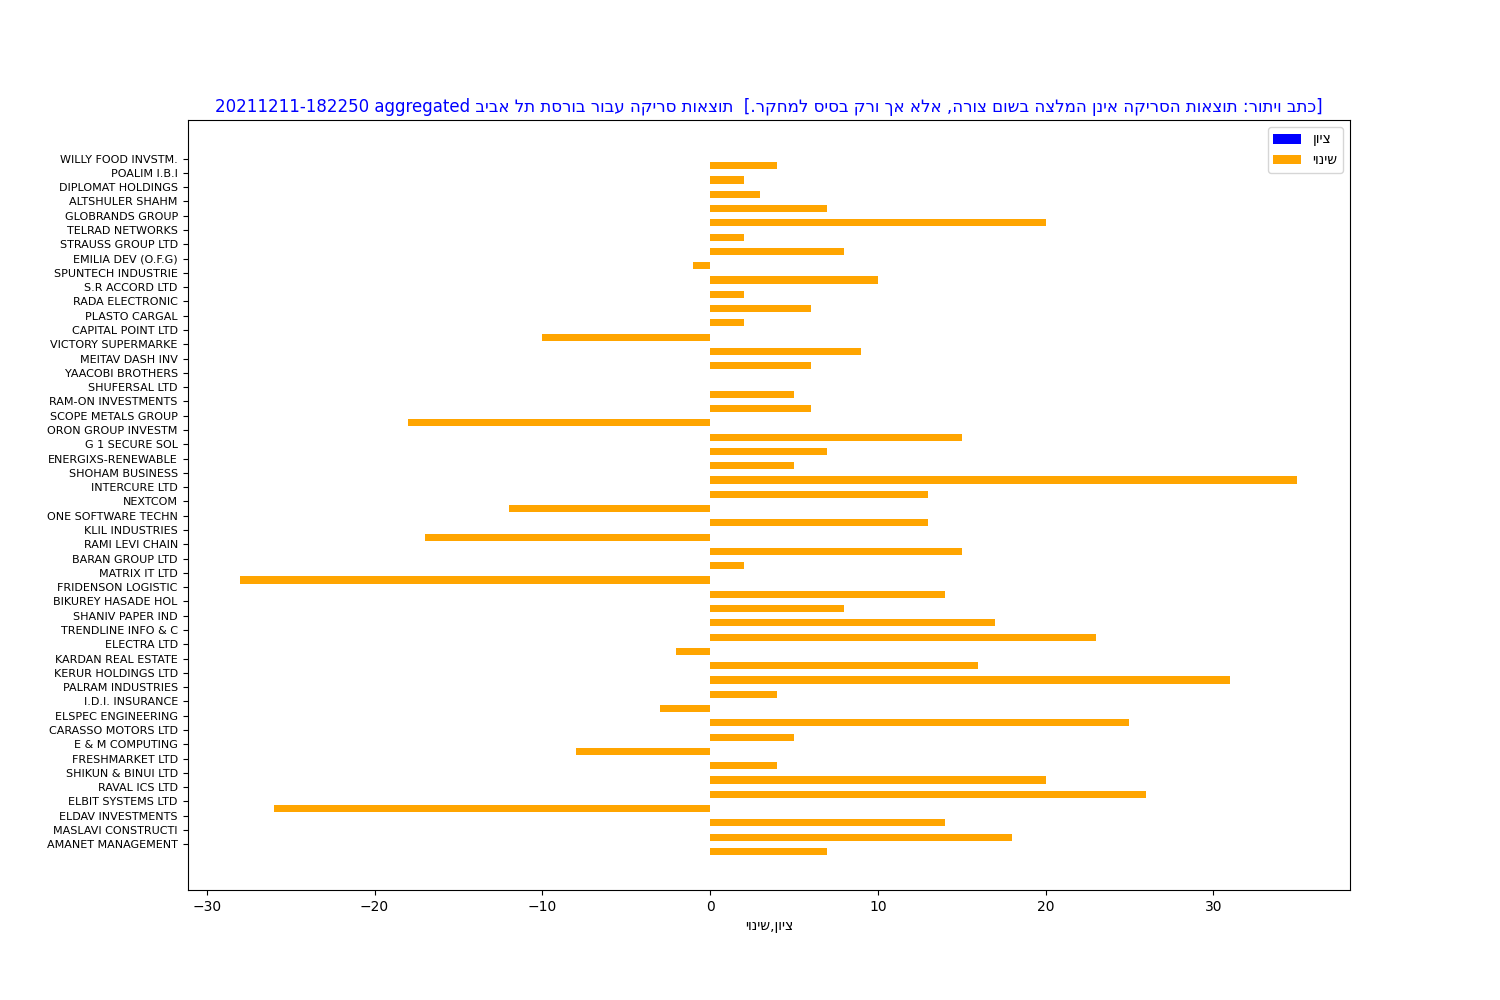 20211211-182250 aggregated תוצאות סריקה עבור בורסת תל אביב [כתב ויתור: תוצאות הסריקה אינן המלצה בשום צורה, אלא אך ורק בסיס למחקר.]
ציון
שינוי
WILLY FOOD INVSTM.
POALIM I.B.I
DIPLOMAT HOLDINGS
ALTSHULER SHAHM
GLOBRANDS GROUP
TELRAD NETWORKS
STRAUSS GROUP LTD
EMILIA DEV (O.F.G)
SPUNTECH INDUSTRIE
S.R ACCORD LTD
RADA ELECTRONIC
PLASTO CARGAL
CAPITAL POINT LTD
VICTORY SUPERMARKE
MEITAV DASH INV
YAACOBI BROTHERS
SHUFERSAL LTD
RAM-ON INVESTMENTS
SCOPE METALS GROUP
ORON GROUP INVESTM
G 1 SECURE SOL
ENERGIXS-RENEWABLE
SHOHAM BUSINESS
INTERCURE LTD
NEXTCOM
ONE SOFTWARE TECHN
KLIL INDUSTRIES
RAMI LEVI CHAIN
BARAN GROUP LTD
MATRIX IT LTD
FRIDENSON LOGISTIC
BIKUREY HASADE HOL
SHANIV PAPER IND
TRENDLINE INFO & C
ELECTRA LTD
KARDAN REAL ESTATE
KERUR HOLDINGS LTD
PALRAM INDUSTRIES
I.D.I. INSURANCE
ELSPEC ENGINEERING
CARASSO MOTORS LTD
E & M COMPUTING
FRESHMARKET LTD
SHIKUN & BINUI LTD
RAVAL ICS LTD
ELBIT SYSTEMS LTD
ELDAV INVESTMENTS
MASLAVI CONSTRUCTI
AMANET MANAGEMENT
−30 −20 −10 0 10 20 30
ציון,שינוי